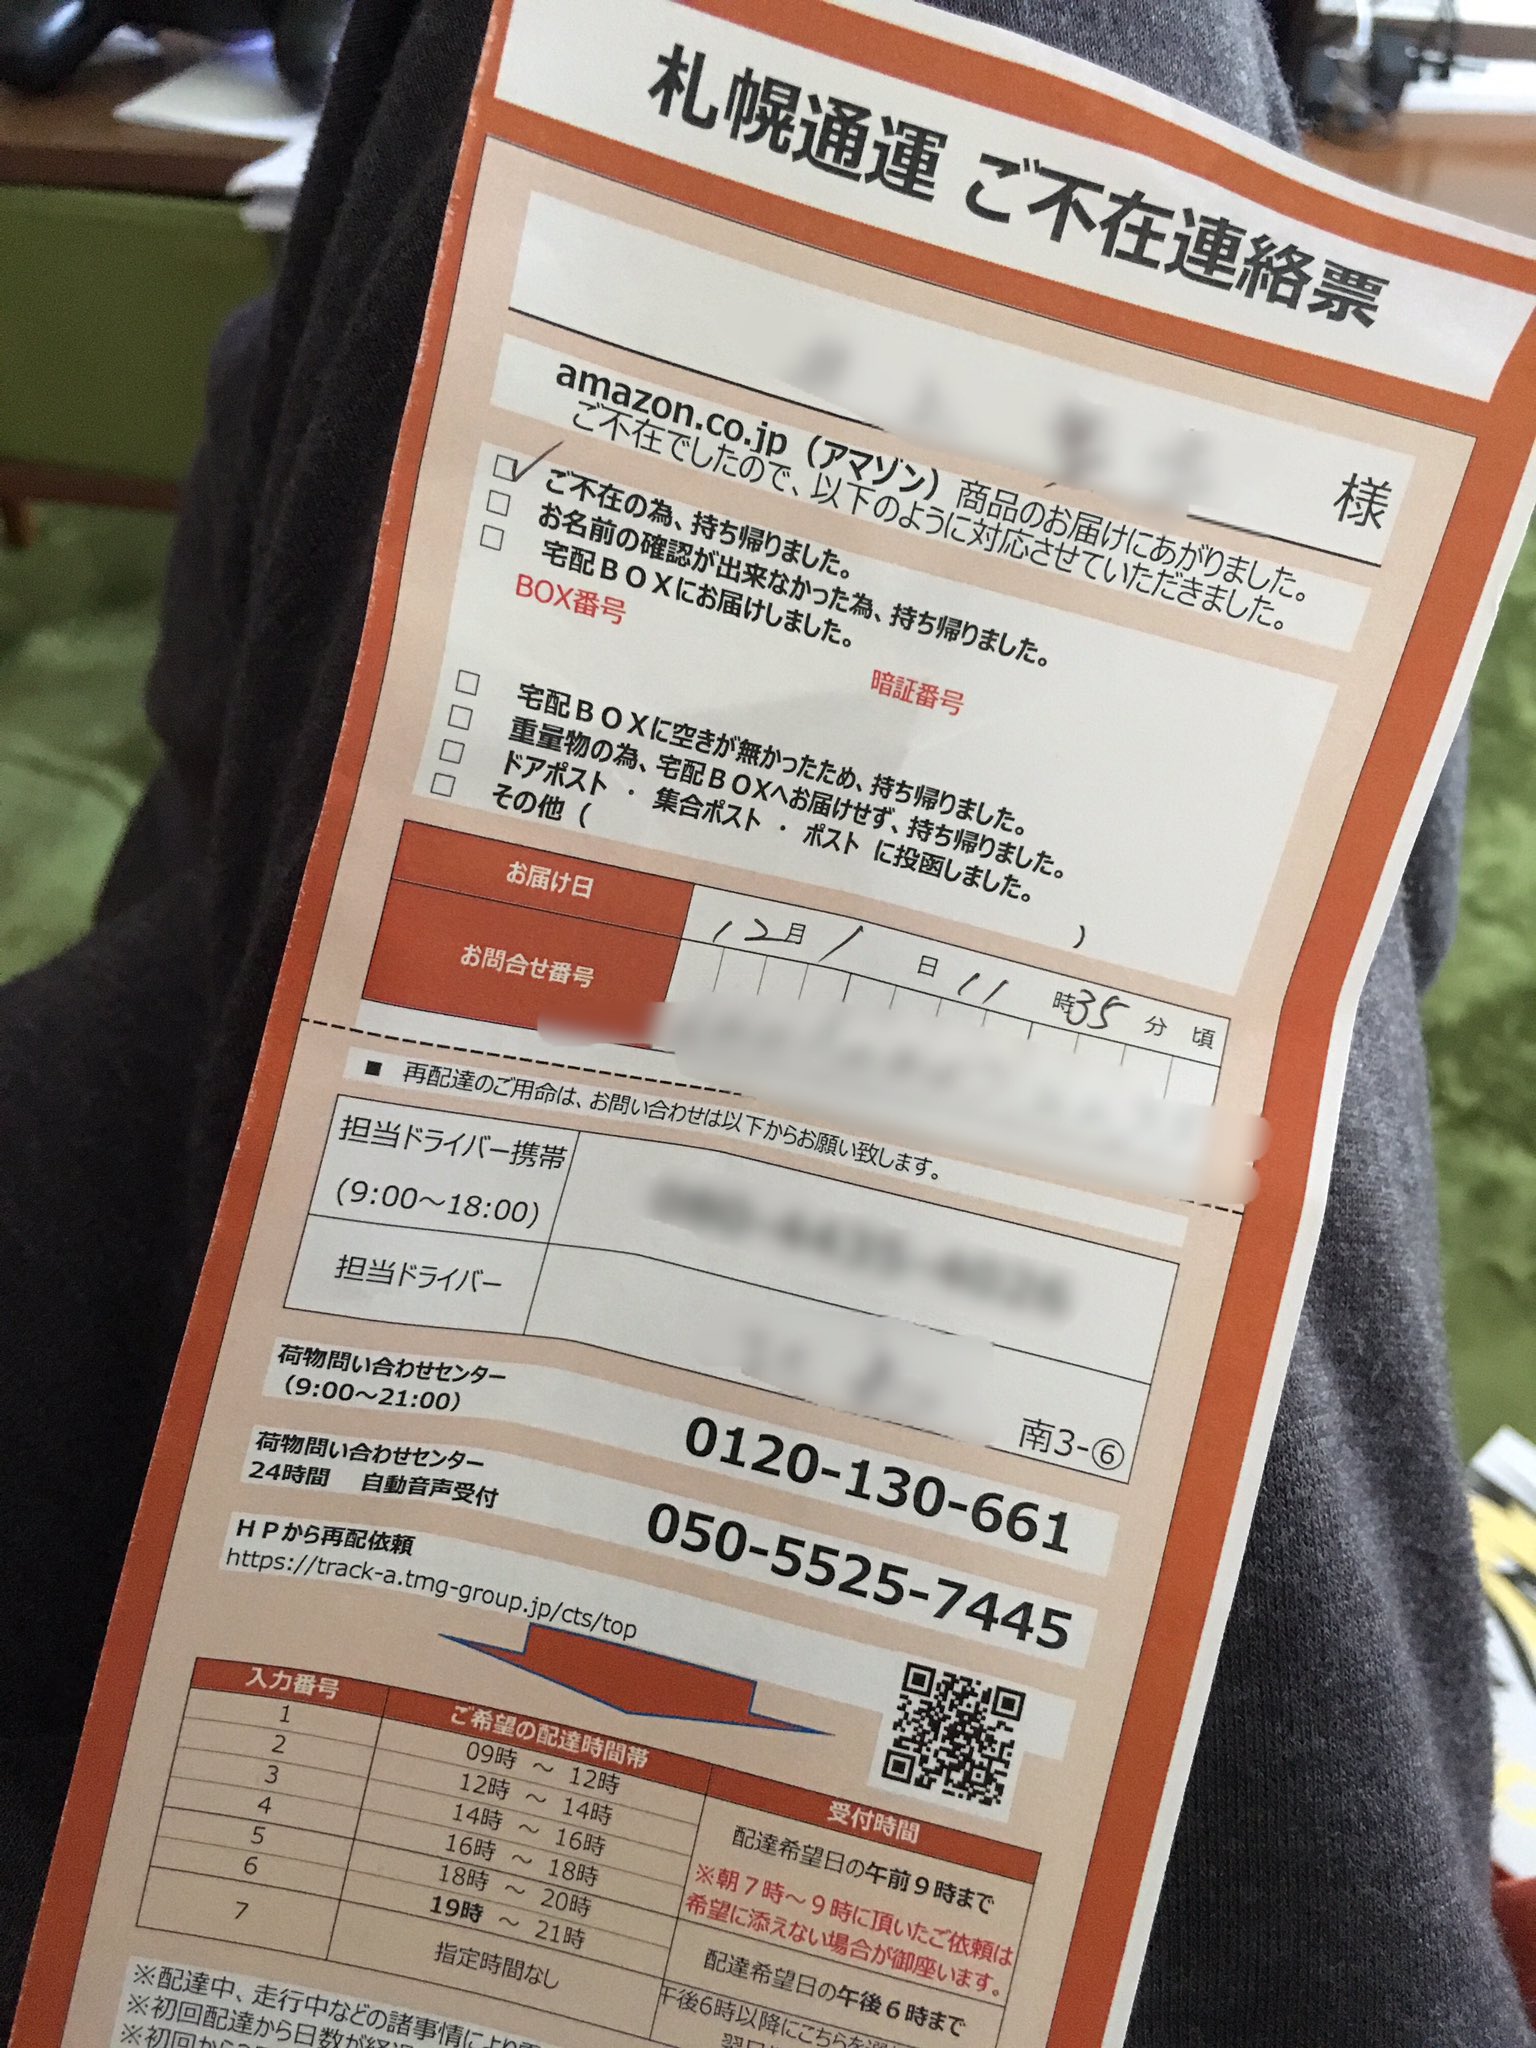 札幌通運 ご不在連絡票
様
amazon.co.jp（アマゾン）商品のお届けにあがりました。
ご不在でしたので、以下のように対応させていただきました。
☑ ご不在の為、持ち帰りました。
□ お名前の確認が出来なかった為、持ち帰りました。
□ 宅配ＢＯＸにお届けしました。
BOX番号 暗証番号
□ 宅配ＢＯＸに空きが無かったため、持ち帰りました。
□ 重量物の為、宅配ＢＯＸへお届けせず、持ち帰りました。
□ ドアポスト ・ 集合ポスト ・ ポスト に投函しました。
□ その他（ ）
お届け日 12月 1日 11時35分 頃
お問合せ番号
■ 再配達のご用命は、お問い合わせは以下からお願い致します。
担当ドライバー携帯
(9:00～18:00)
担当ドライバー
南3-⑥
荷物問い合わせセンター
（9:00～21:00） 0120-130-661
荷物問い合わせセンター
24時間 自動音声受付 050-5525-7445
ＨＰから再配依頼
https://track-a.tmg-group.jp/cts/top
入力番号 ご希望の配達時間帯 受付時間
1 09時 ～ 12時
2 12時 ～ 14時
3 14時 ～ 16時
4 16時 ～ 18時
5 18時 ～ 20時
6 19時 ～ 21時
7 指定時間なし
配達希望日の午前９時まで
※朝７時～９時に頂いたご依頼は
希望に添えない場合が御座います。
配達希望日の午後６時まで
午後6時以降にこちらを選
翌日
※配達中、走行中などの諸事情により
※初回配達から日数が経過
※初回から